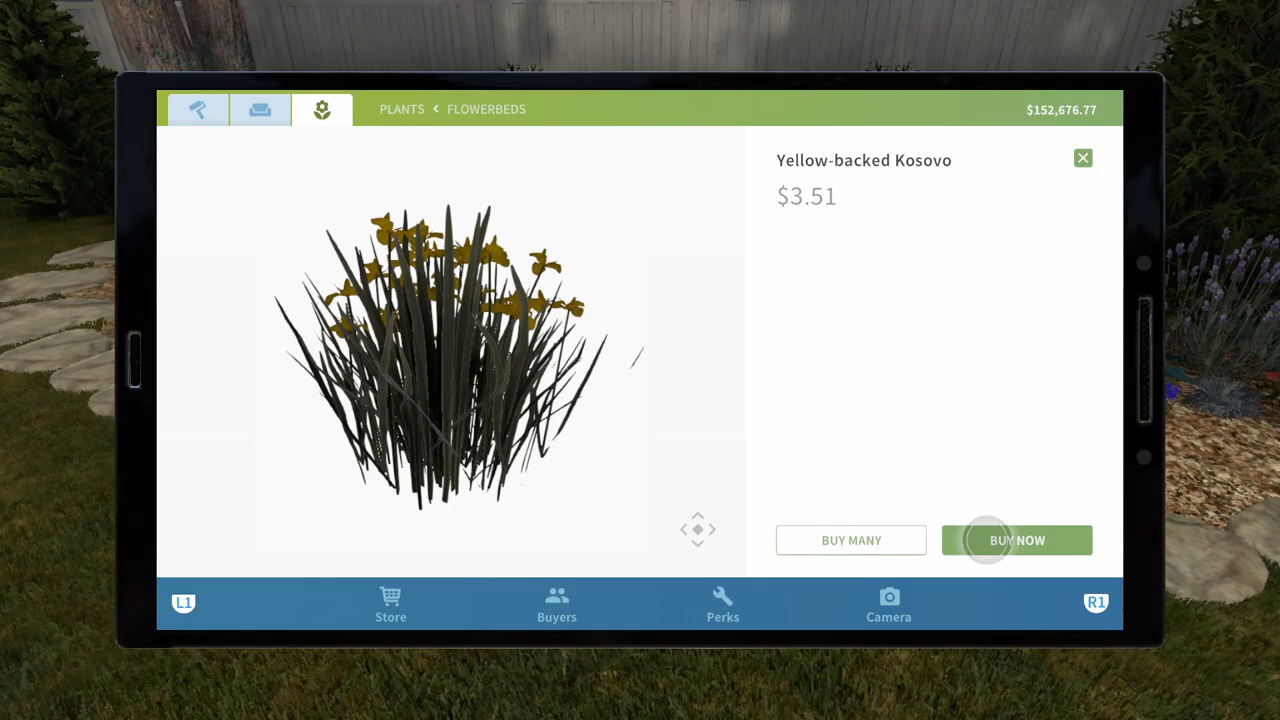 PLANTS < FLOWERBEDS
$152,676.77
Yellow-backed Kosovo
$3.51
BUY MANY
BUY NOW
L1
Store
Buyers
Perks
Camera
R1